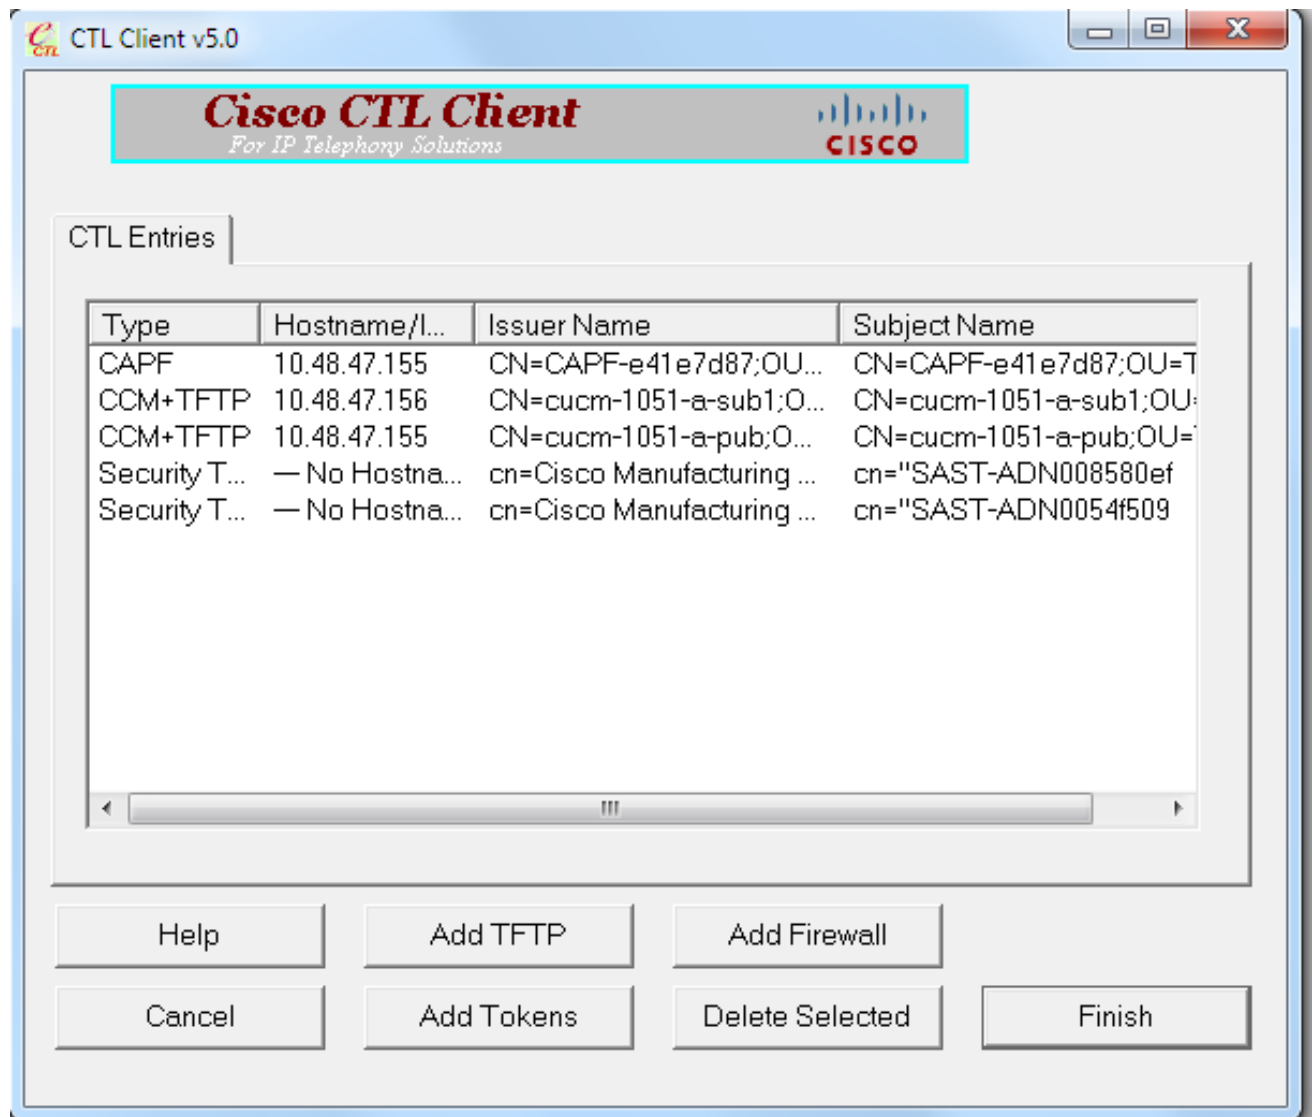 CTL Client v5.0
Cisco CTL Client
For IP Telephony Solutions
CISCO
CTL Entries
Type Hostname/I... Issuer Name Subject Name
CAPF 10.48.47.155 CN=CAPF-e41e7d87;OU... CN=CAPF-e41e7d87;OU=T
CCM+TFTP 10.48.47.156 CN=cucm-1051-a-sub1;O... CN=cucm-1051-a-sub1;OU=
CCM+TFTP 10.48.47.155 CN=cucm-1051-a-pub;O... CN=cucm-1051-a-pub;OU=T
Security T... — No Hostna... cn=Cisco Manufacturing ... cn="SAST-ADN008580ef
Security T... — No Hostna... cn=Cisco Manufacturing ... cn="SAST-ADN0054f509
Help Add TFTP Add Firewall
Cancel Add Tokens Delete Selected Finish